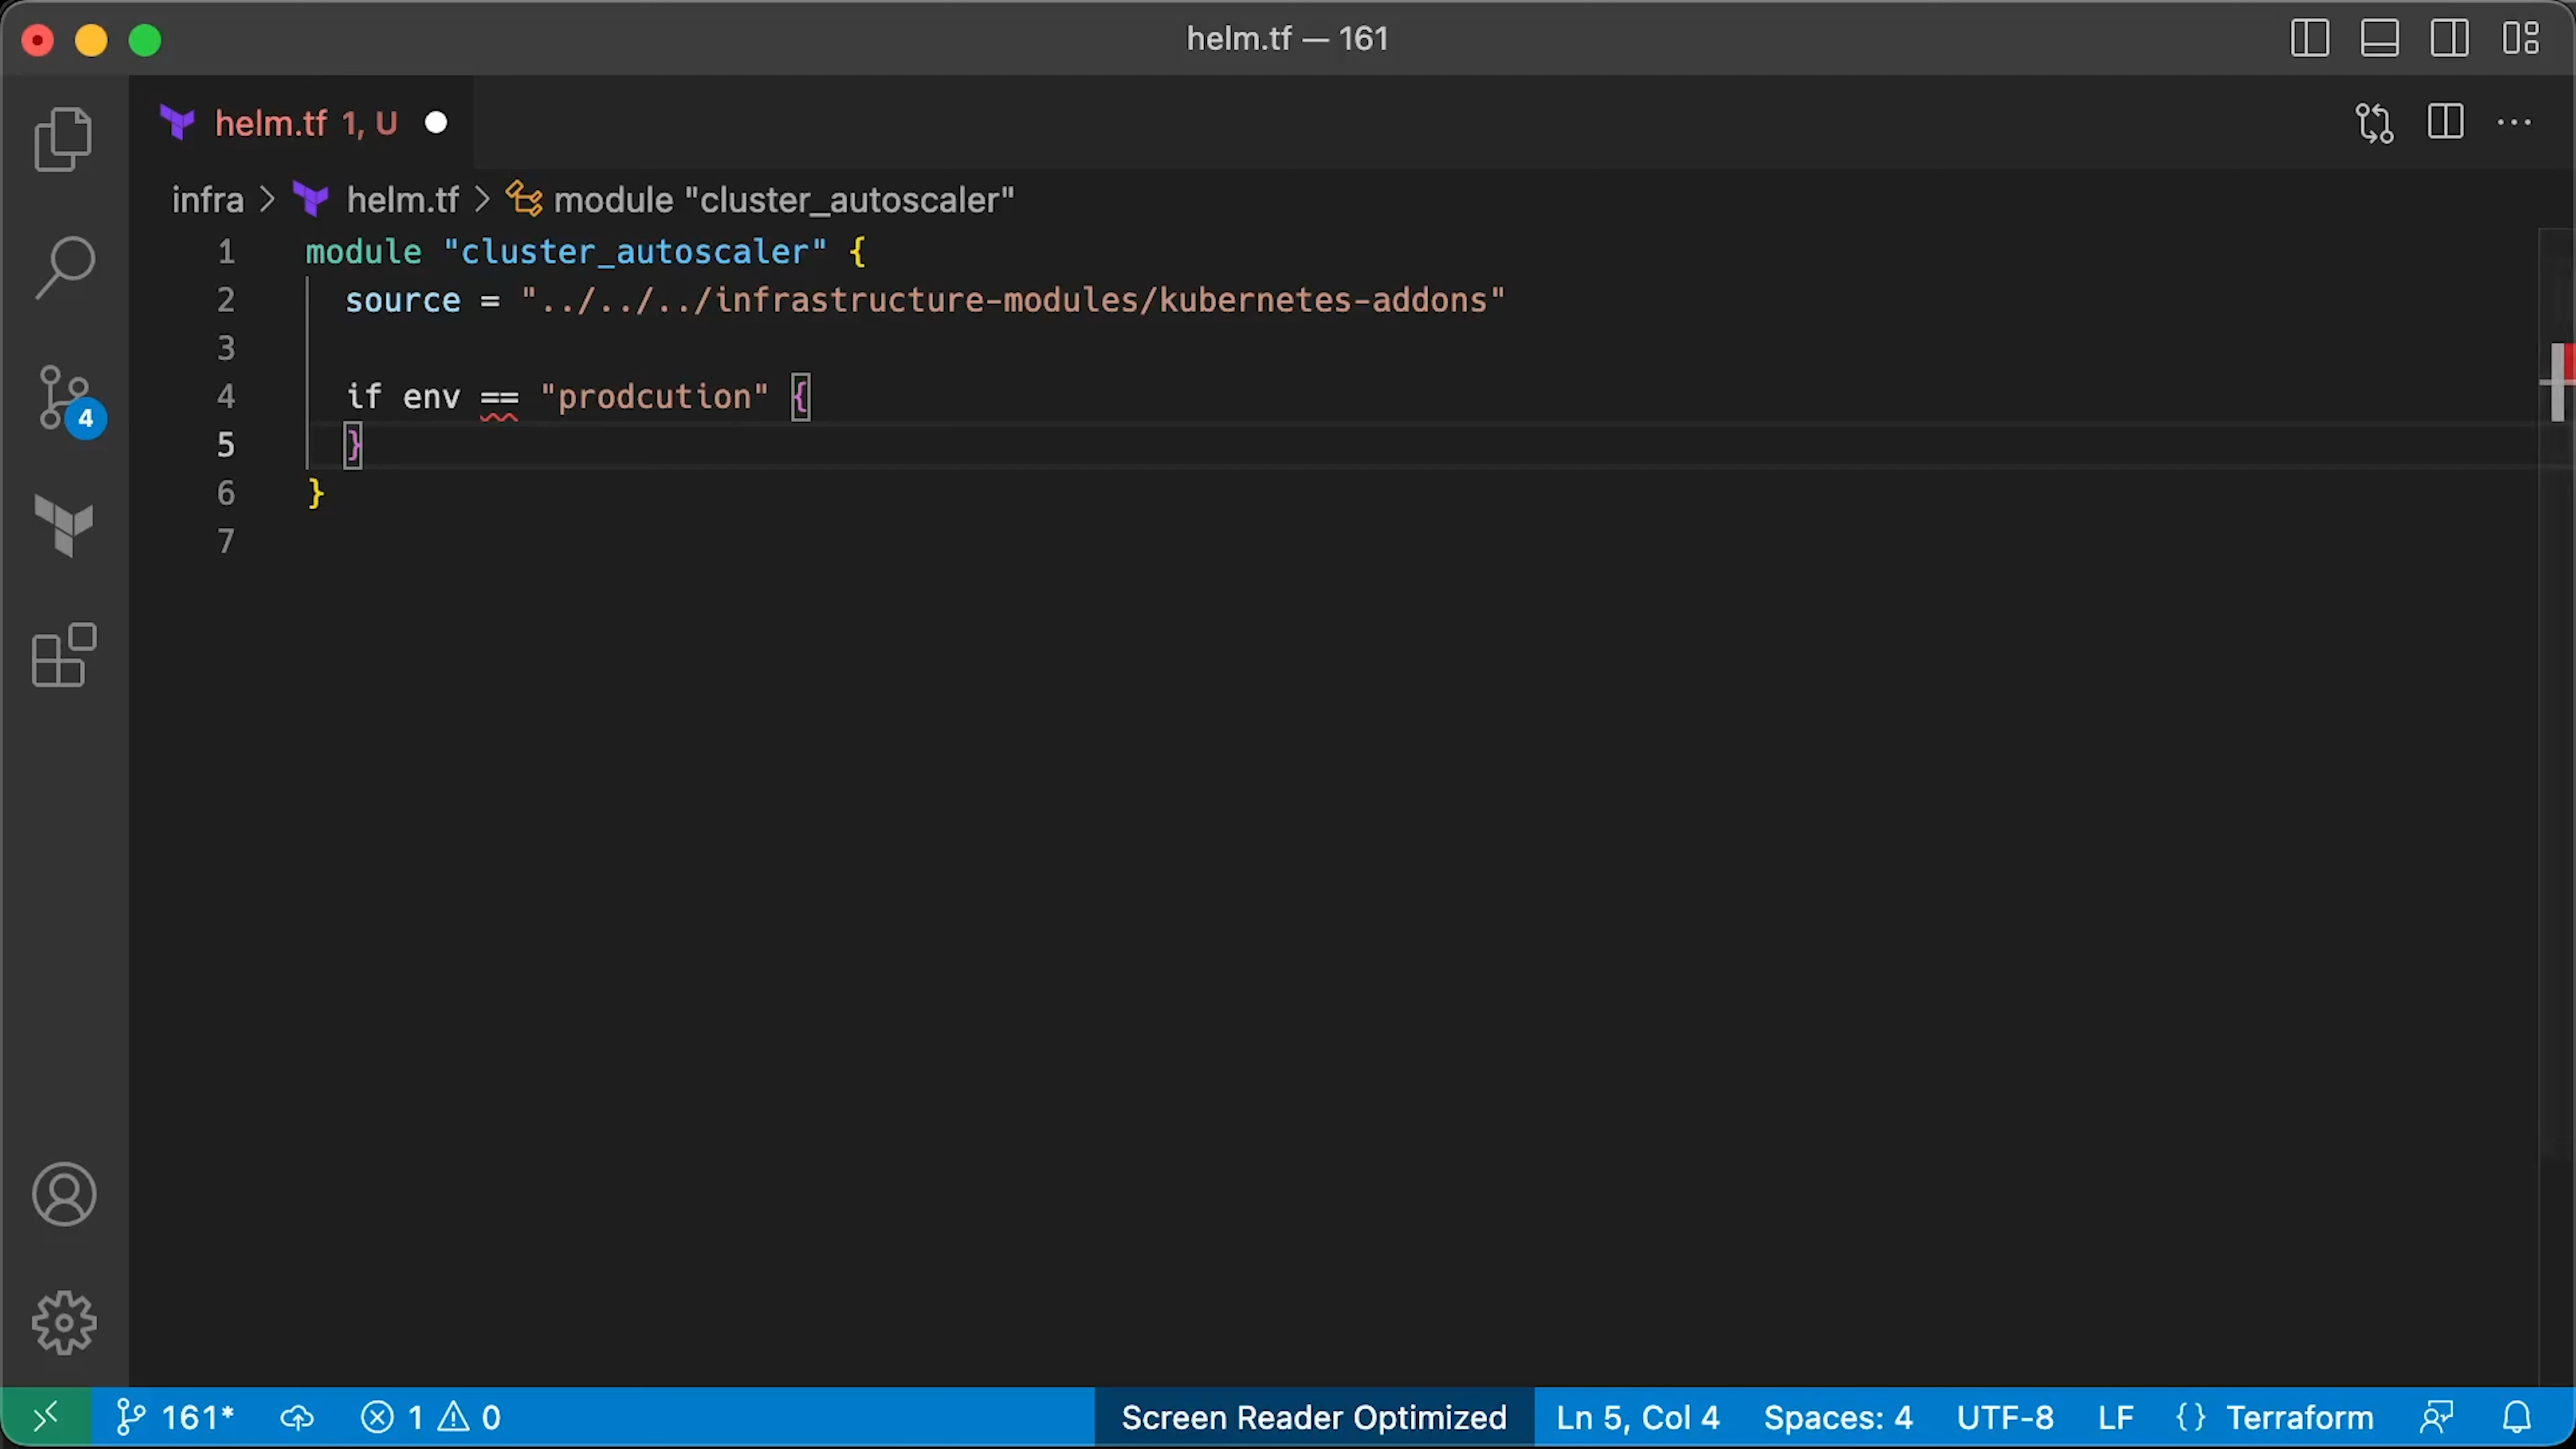 helm.tf — 161
helm.tf 1, U
infra > helm.tf > module "cluster_autoscaler"
1 module "cluster_autoscaler" {
2 source = "../../../infrastructure-modules/kubernetes-addons"
3
4 if env == "prodcution" {
5 }
6 }
7
4
161* 1 0 Screen Reader Optimized Ln 5, Col 4 Spaces: 4 UTF-8 LF {} Terraform